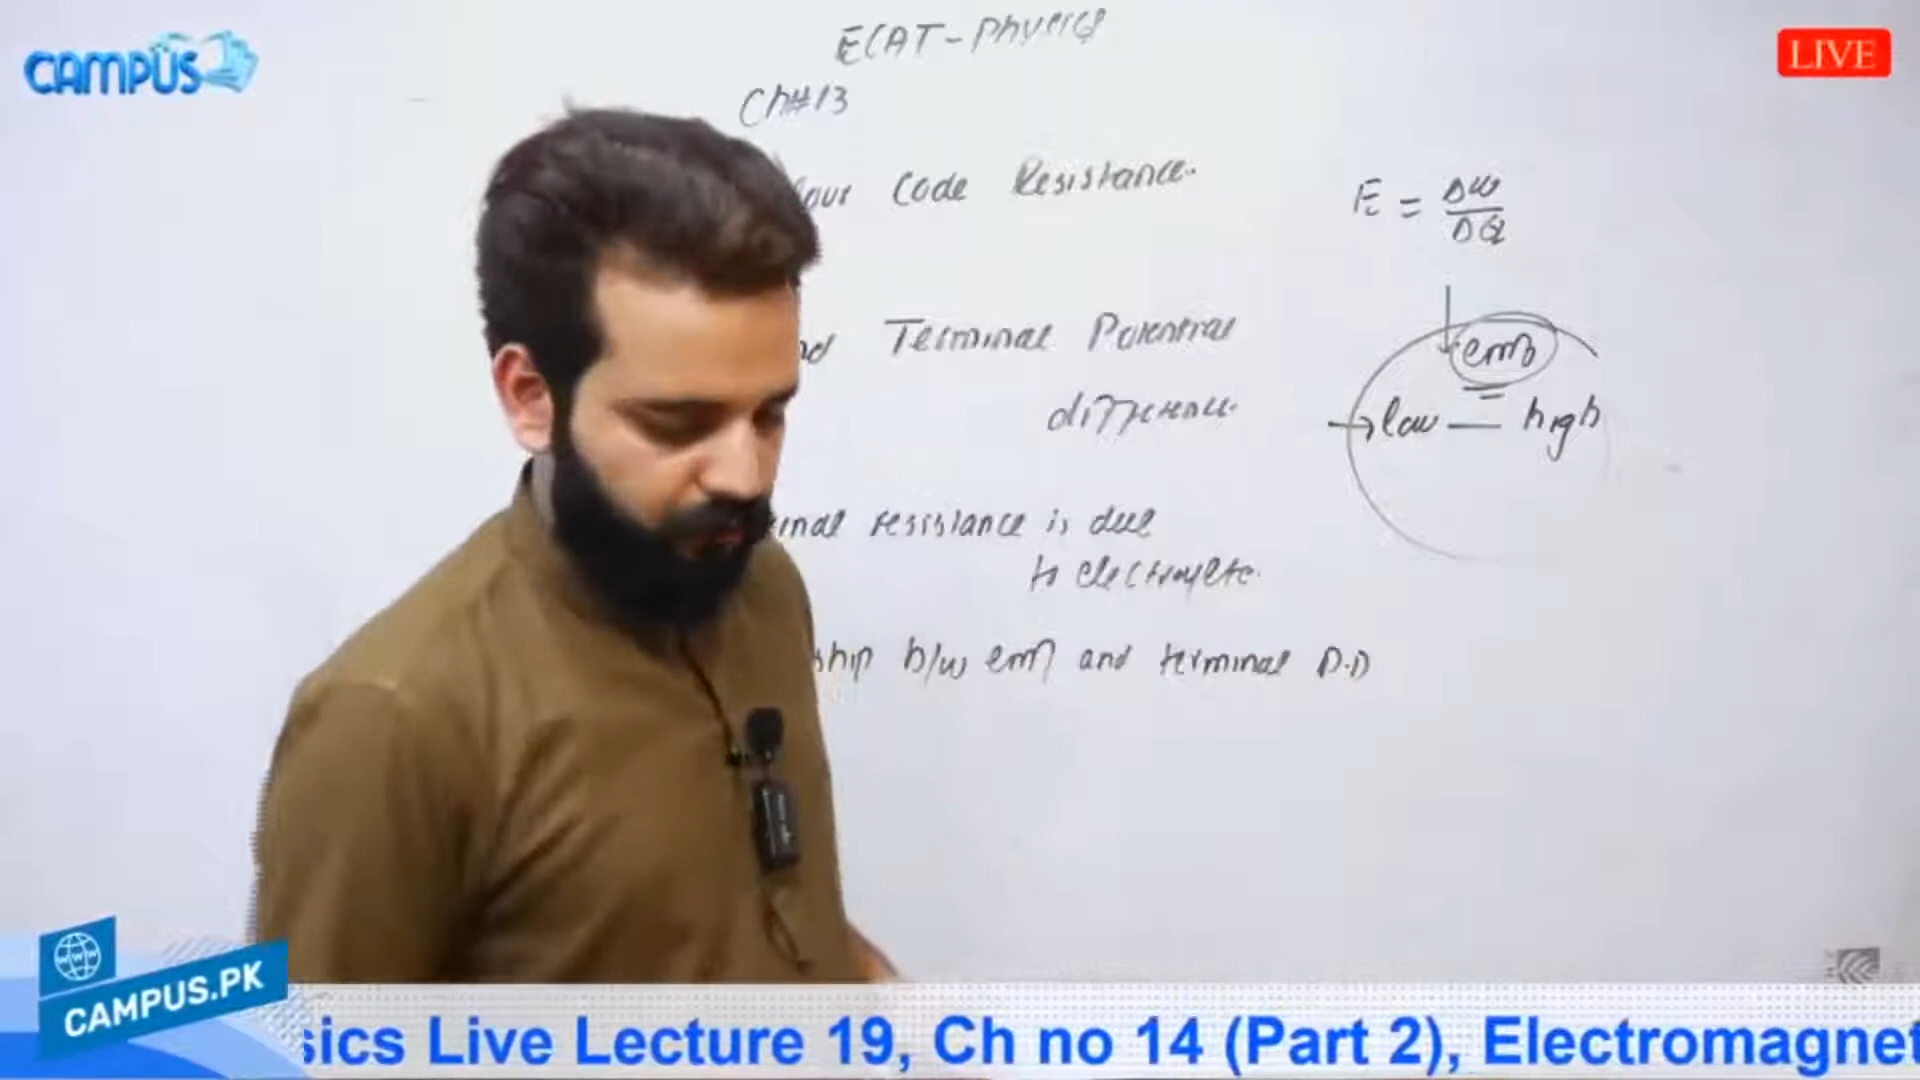 CAMPUS
LIVE
ECAT-Physics
Ch#13
our Code Resistance.
E = ΔW/ΔQ
nd Terminal Potential
difference.
emf
low — high
rnal resistance is due
to electrolyte.
ship b/w emf and terminal P.D
www
CAMPUS.PK
sics Live Lecture 19, Ch no 14 (Part 2), Electromagnet